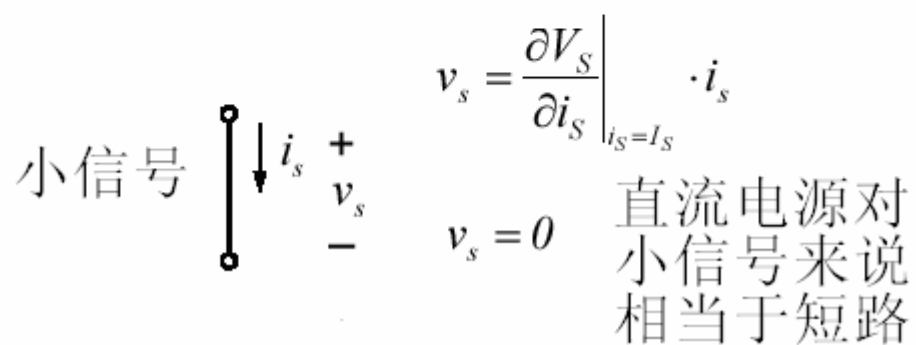 v_s = ∂V_S / ∂i_S |_{i_S=I_S} · i_s
小信号
i_s
+
v_s
−
v_s = 0
直流电源对
小信号来说
相当于短路